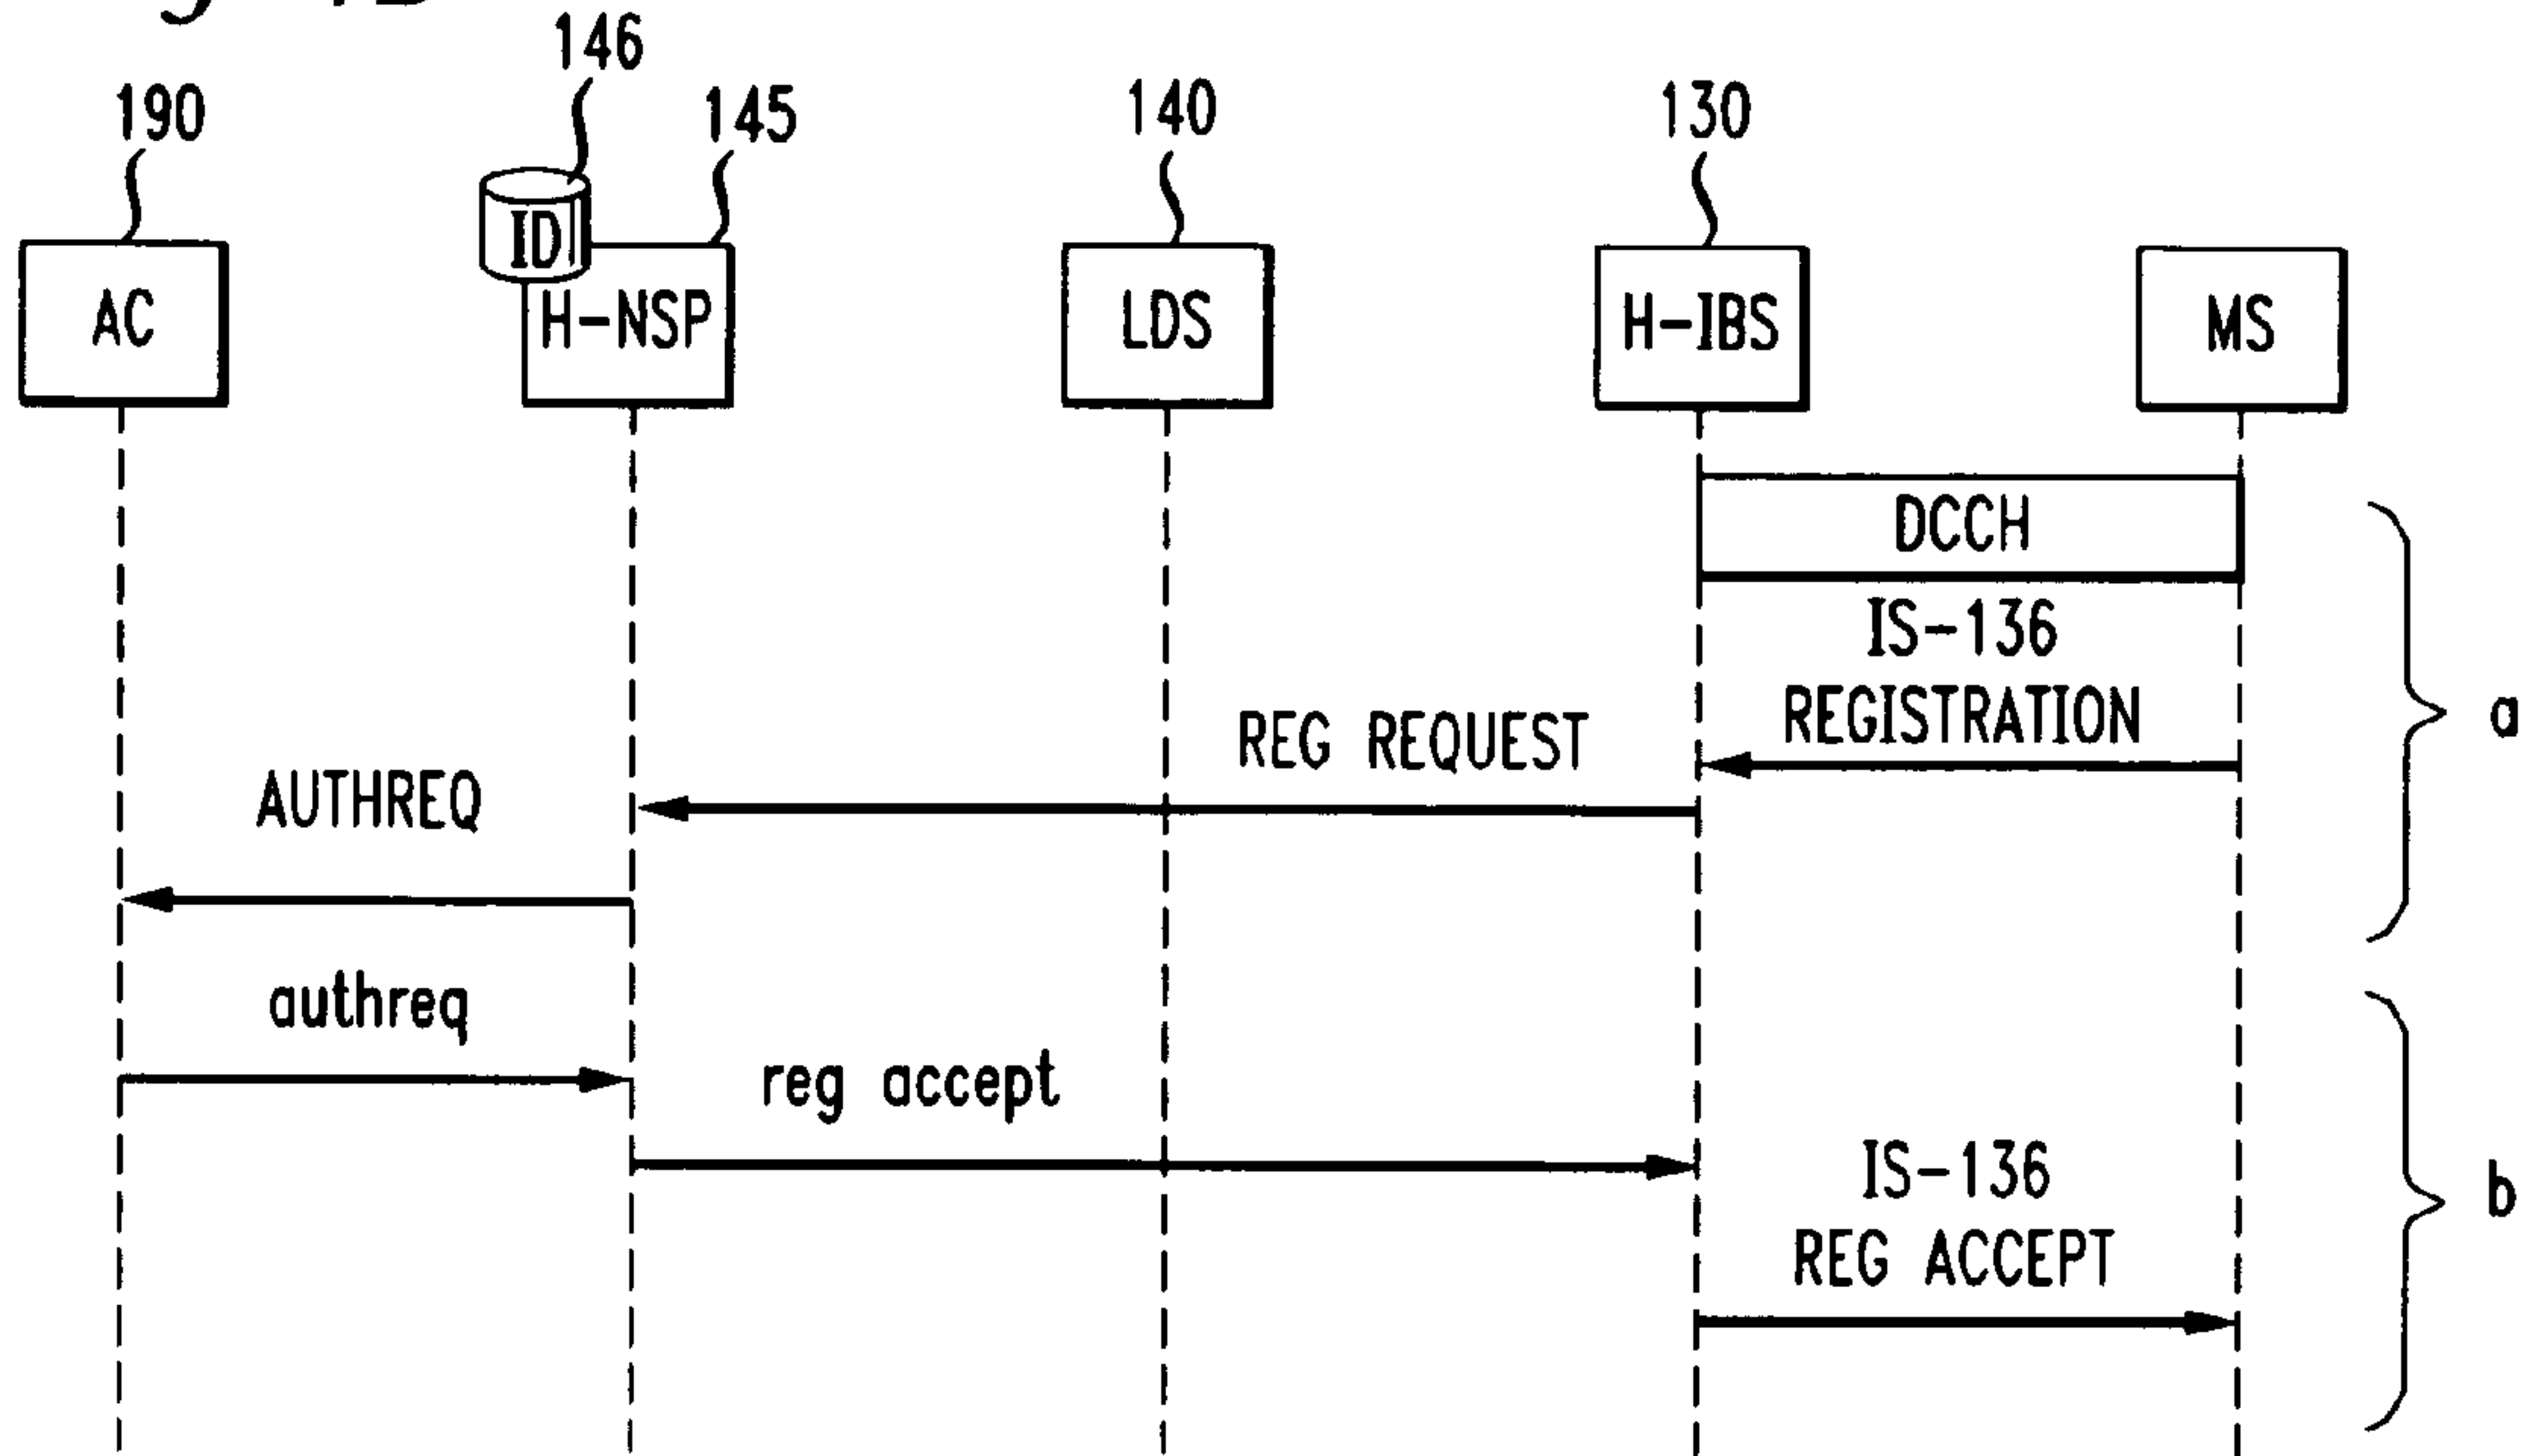 146
190
145
140
130
ID
AC
H-NSP
LDS
H-IBS
MS
DCCH
IS-136
REGISTRATION
REG REQUEST
a
AUTHREQ
authreq
reg accept
IS-136
REG ACCEPT
b